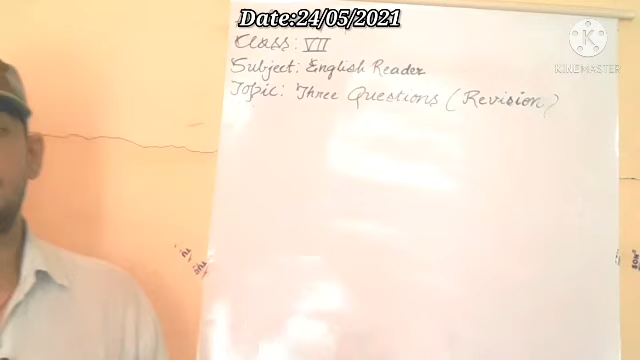 Date:24/05/2021
Class: VII
Subject: English Reader
Topic: Three Questions (Revision)
KINEMASTER